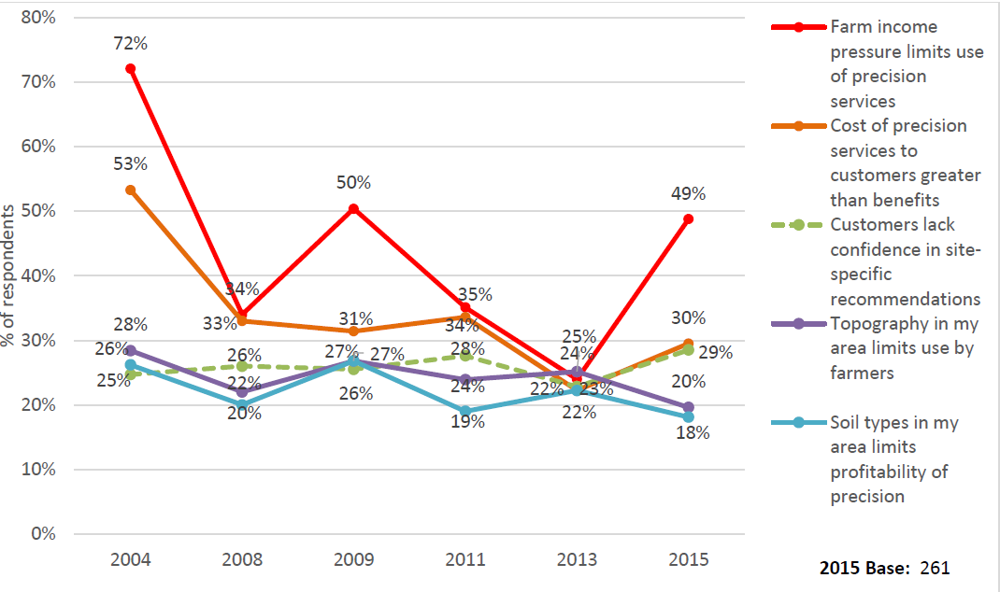 80%
70%
60%
50%
40%
30%
20%
10%
0%
% of respondents
72%
53%
28%
26%
25%
34%
33%
26%
22%
20%
50%
31%
27%
27%
26%
35%
34%
28%
24%
19%
25%
24%
22%
23%
22%
49%
30%
29%
20%
18%
2004 2008 2009 2011 2013 2015
Farm income
pressure limits use
of precision
services
Cost of precision
services to
customers greater
than benefits
Customers lack
confidence in site-
specific
recommendations
Topography in my
area limits use by
farmers
Soil types in my
area limits
profitability of
precision
2015 Base: 261